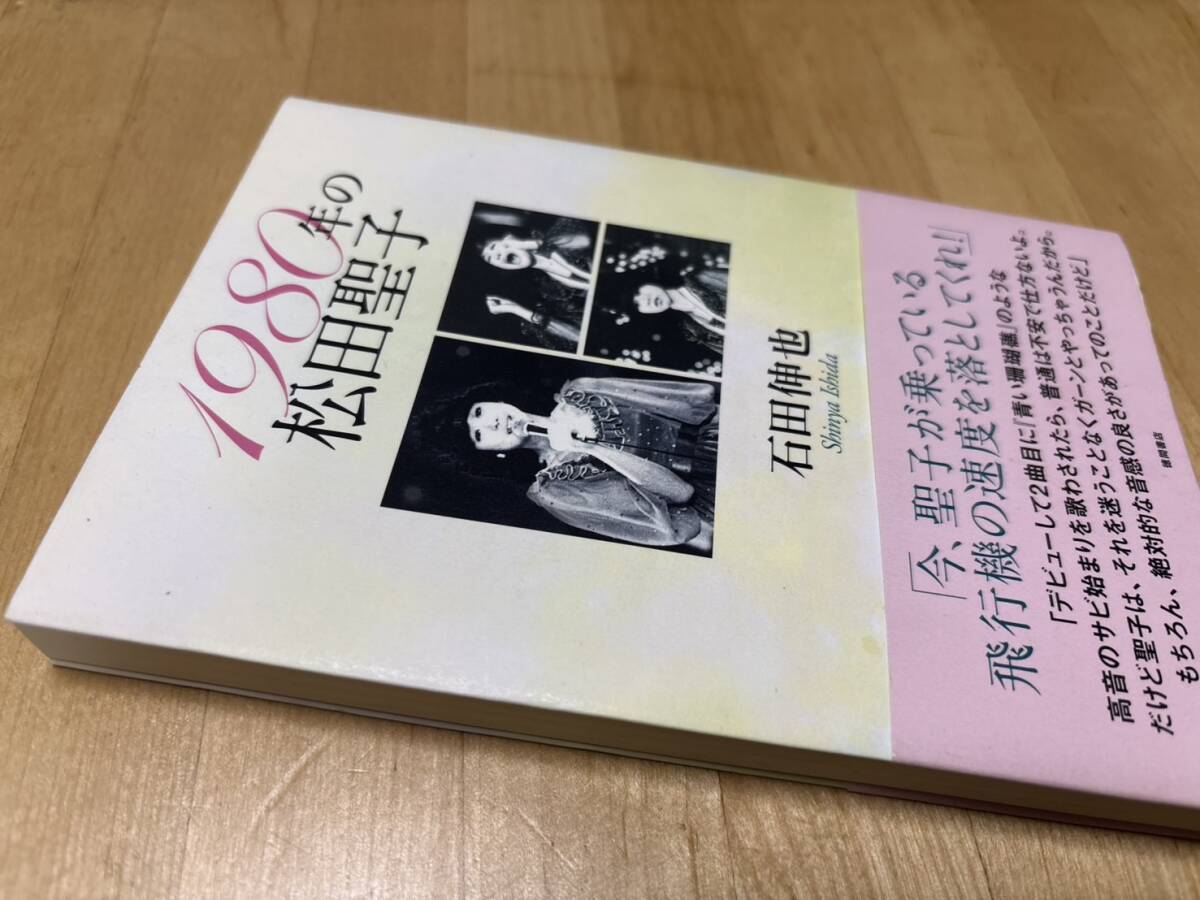 1980年の
松田聖子
石田伸也
Shinya Ishida
「今、聖子が乗っている
飛行機の速度を落としてくれ!」
「デビューして2曲目に『青い珊瑚礁』のような
高音のサビ始まりを歌わされたら、普通は不安で仕方ないよ。
だけど聖子は、それを迷うことなくガーンとやっちゃうんだから。
もちろん、絶対的な音感の良さがあってのことだけど」
徳間書店